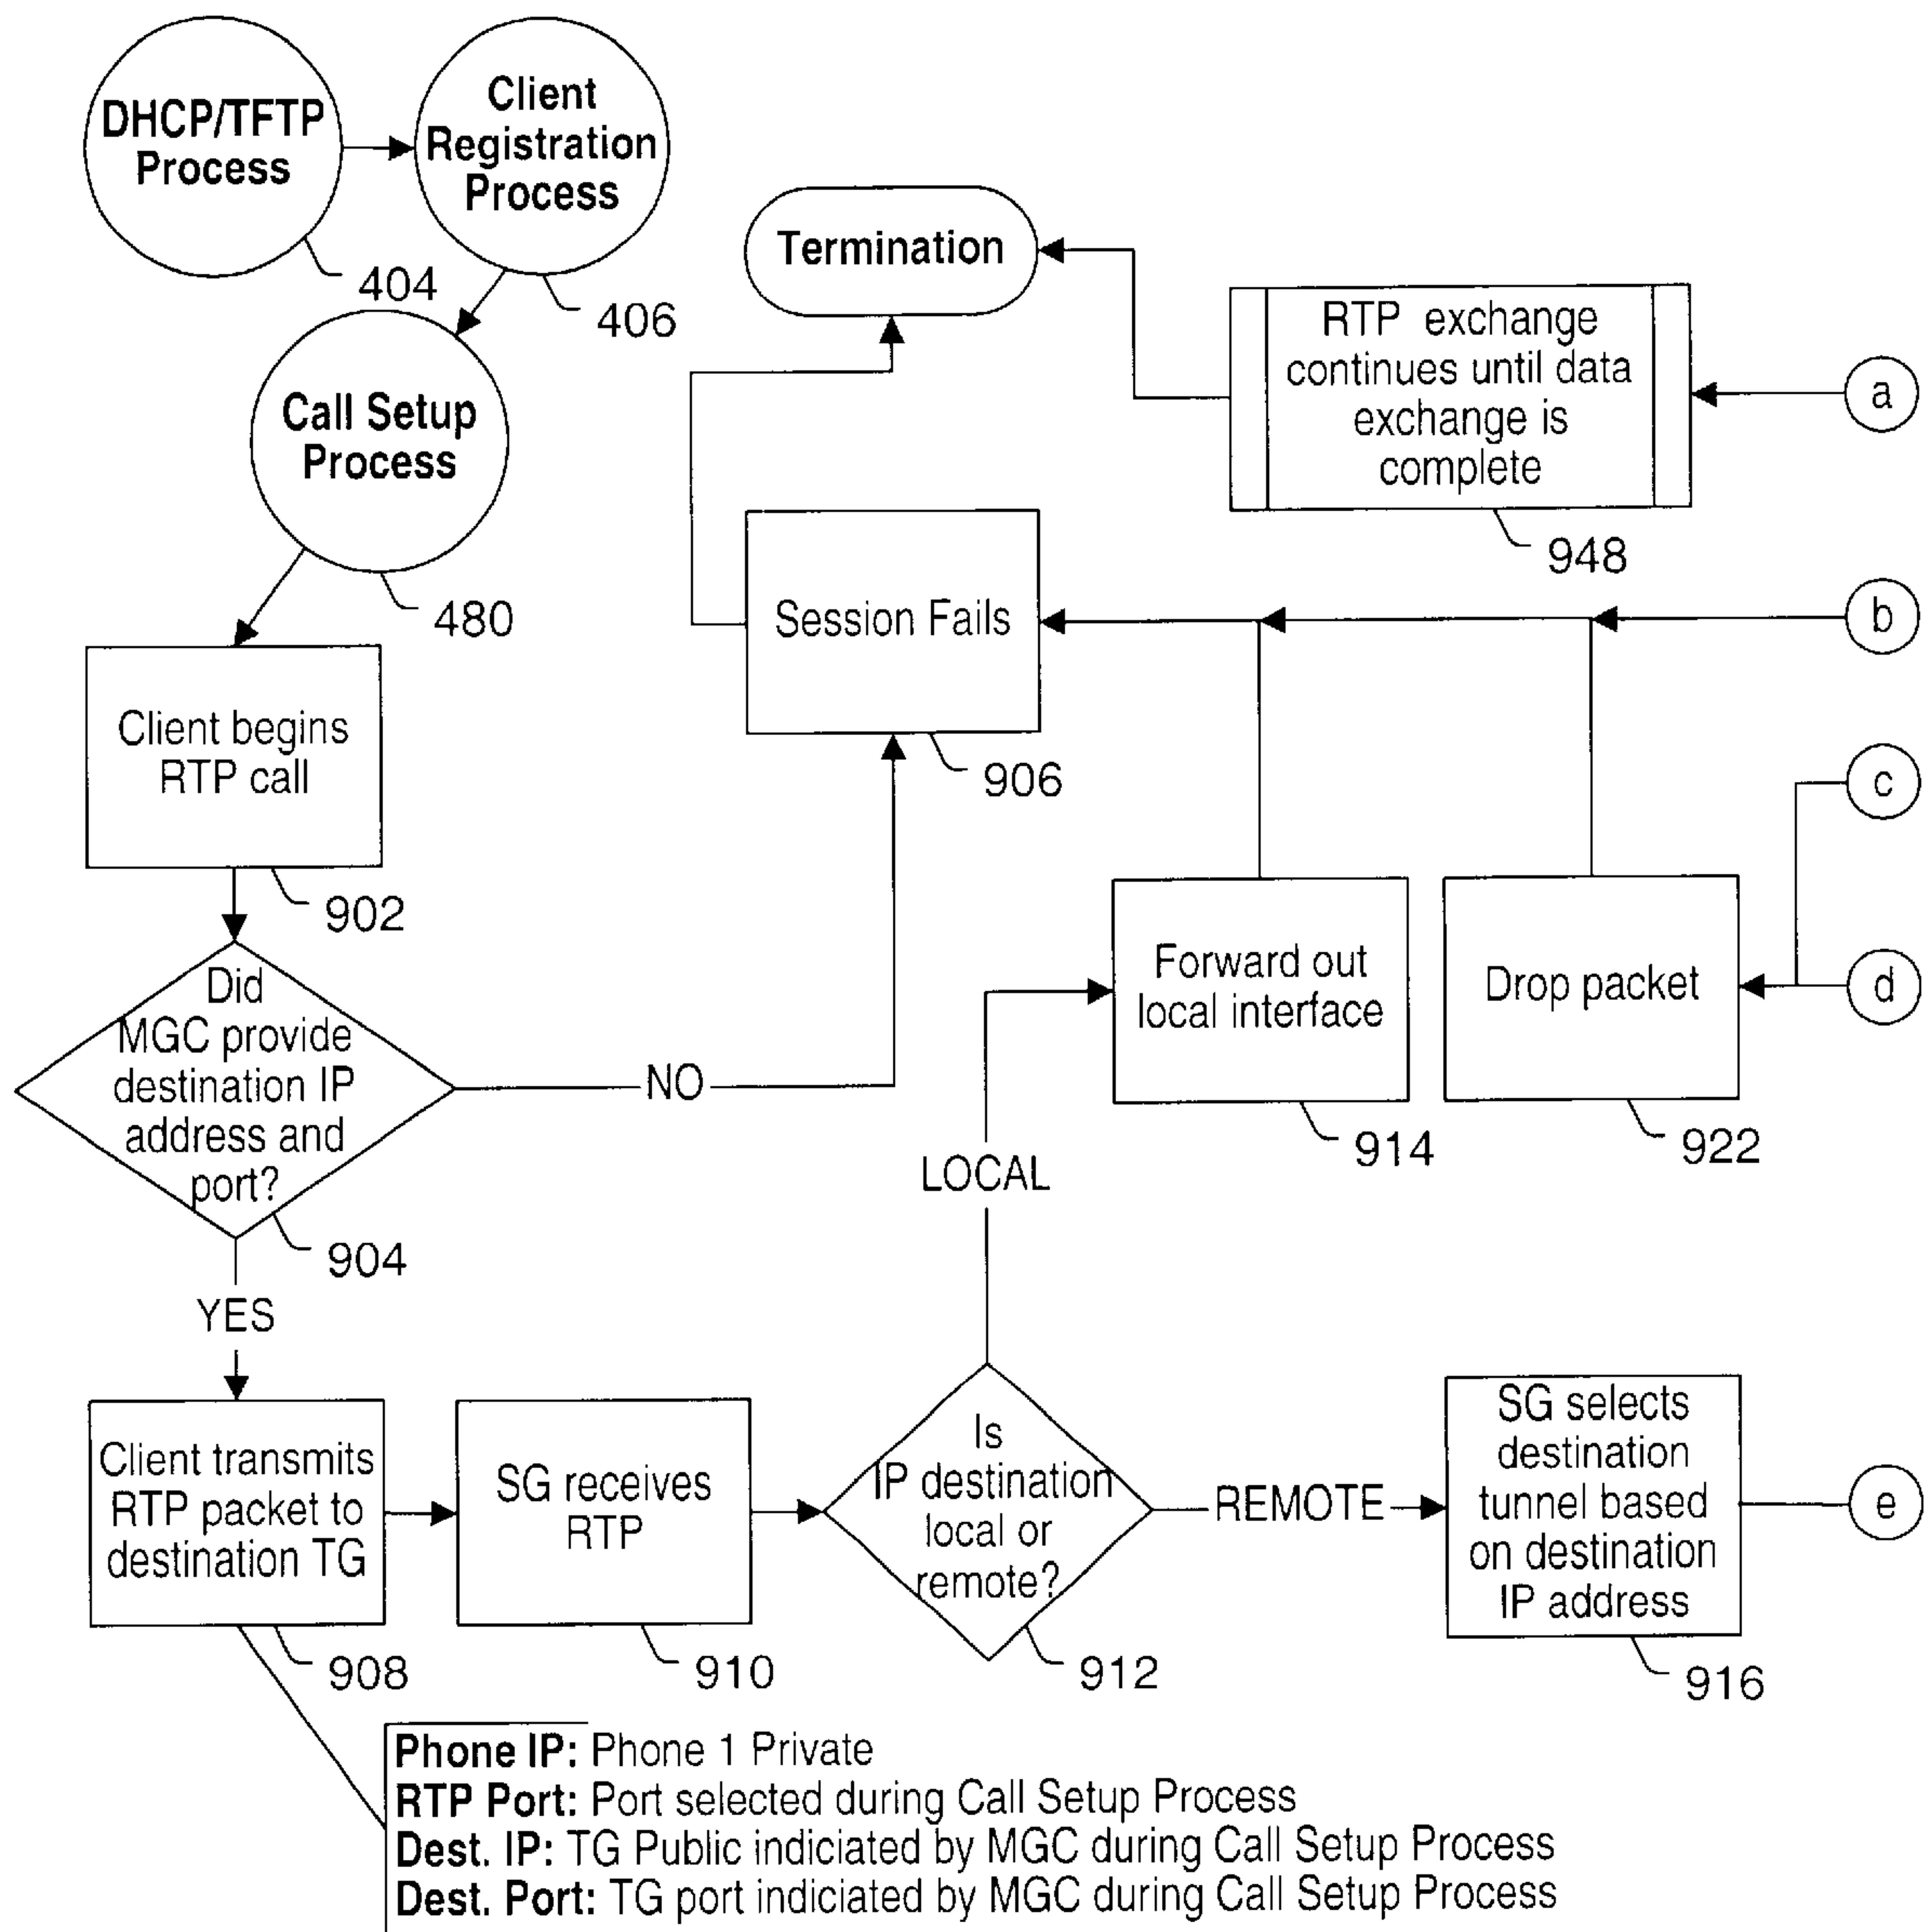 DHCP/TFTP
Process
404
Client
Registration
Process
406
Call Setup
Process
480
Termination
RTP exchange
continues until data
exchange is
complete
948
a
Session Fails
906
b
c
d
Client begins
RTP call
902
Did
MGC provide
destination IP
address and
port?
904
NO
YES
Forward out
local interface
914
Drop packet
922
LOCAL
Client transmits
RTP packet to
destination TG
908
SG receives
RTP
910
Is
IP destination
local or
remote?
912
REMOTE
SG selects
destination
tunnel based
on destination
IP address
916
e
Phone IP: Phone 1 Private
RTP Port: Port selected during Call Setup Process
Dest. IP: TG Public indiciated by MGC during Call Setup Process
Dest. Port: TG port indiciated by MGC during Call Setup Process